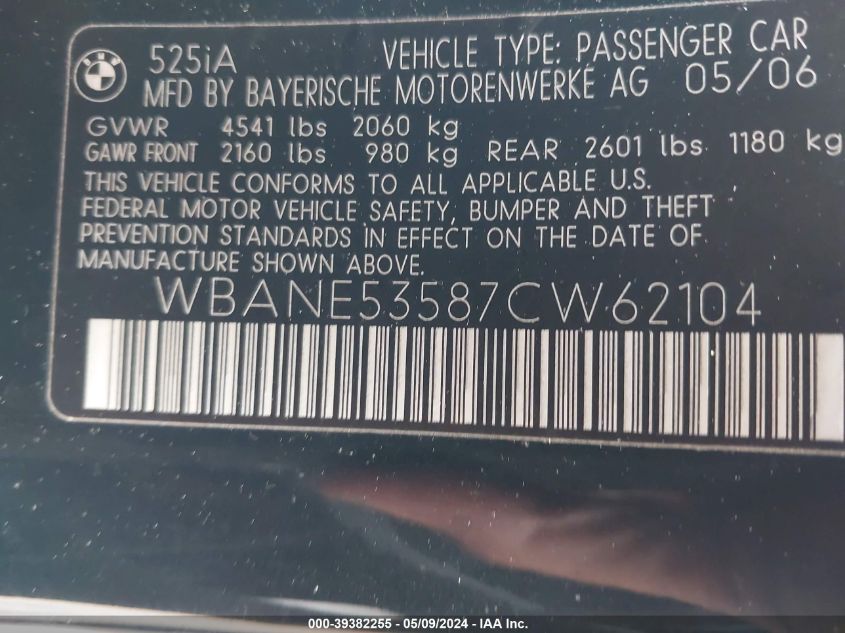 525iA VEHICLE TYPE: PASSENGER CAR
MFD BY BAYERISCHE MOTORENWERKE AG 05/06
GVWR 4541 lbs 2060 kg
GAWR FRONT 2160 lbs 980 kg REAR 2601 lbs 1180 kg
THIS VEHICLE CONFORMS TO ALL APPLICABLE U.S.
FEDERAL MOTOR VEHICLE SAFETY, BUMPER AND THEFT
PREVENTION STANDARDS IN EFFECT ON THE DATE OF
MANUFACTURE SHOWN ABOVE.
WBANE53587CW62104
000-39382255 - 05/09/2024 - IAA Inc.